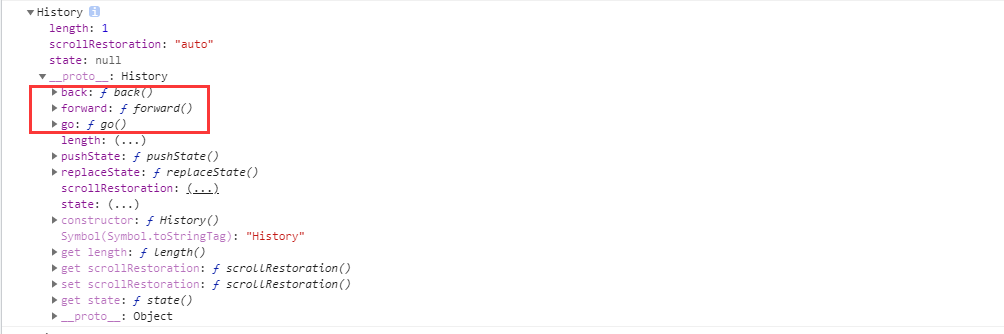 History i
length: 1
scrollRestoration: "auto"
state: null
__proto__: History
back: ƒ back()
forward: ƒ forward()
go: ƒ go()
length: (...)
pushState: ƒ pushState()
replaceState: ƒ replaceState()
scrollRestoration: (...)
state: (...)
constructor: ƒ History()
Symbol(Symbol.toStringTag): "History"
get length: ƒ length()
get scrollRestoration: ƒ scrollRestoration()
set scrollRestoration: ƒ scrollRestoration()
get state: ƒ state()
__proto__: Object